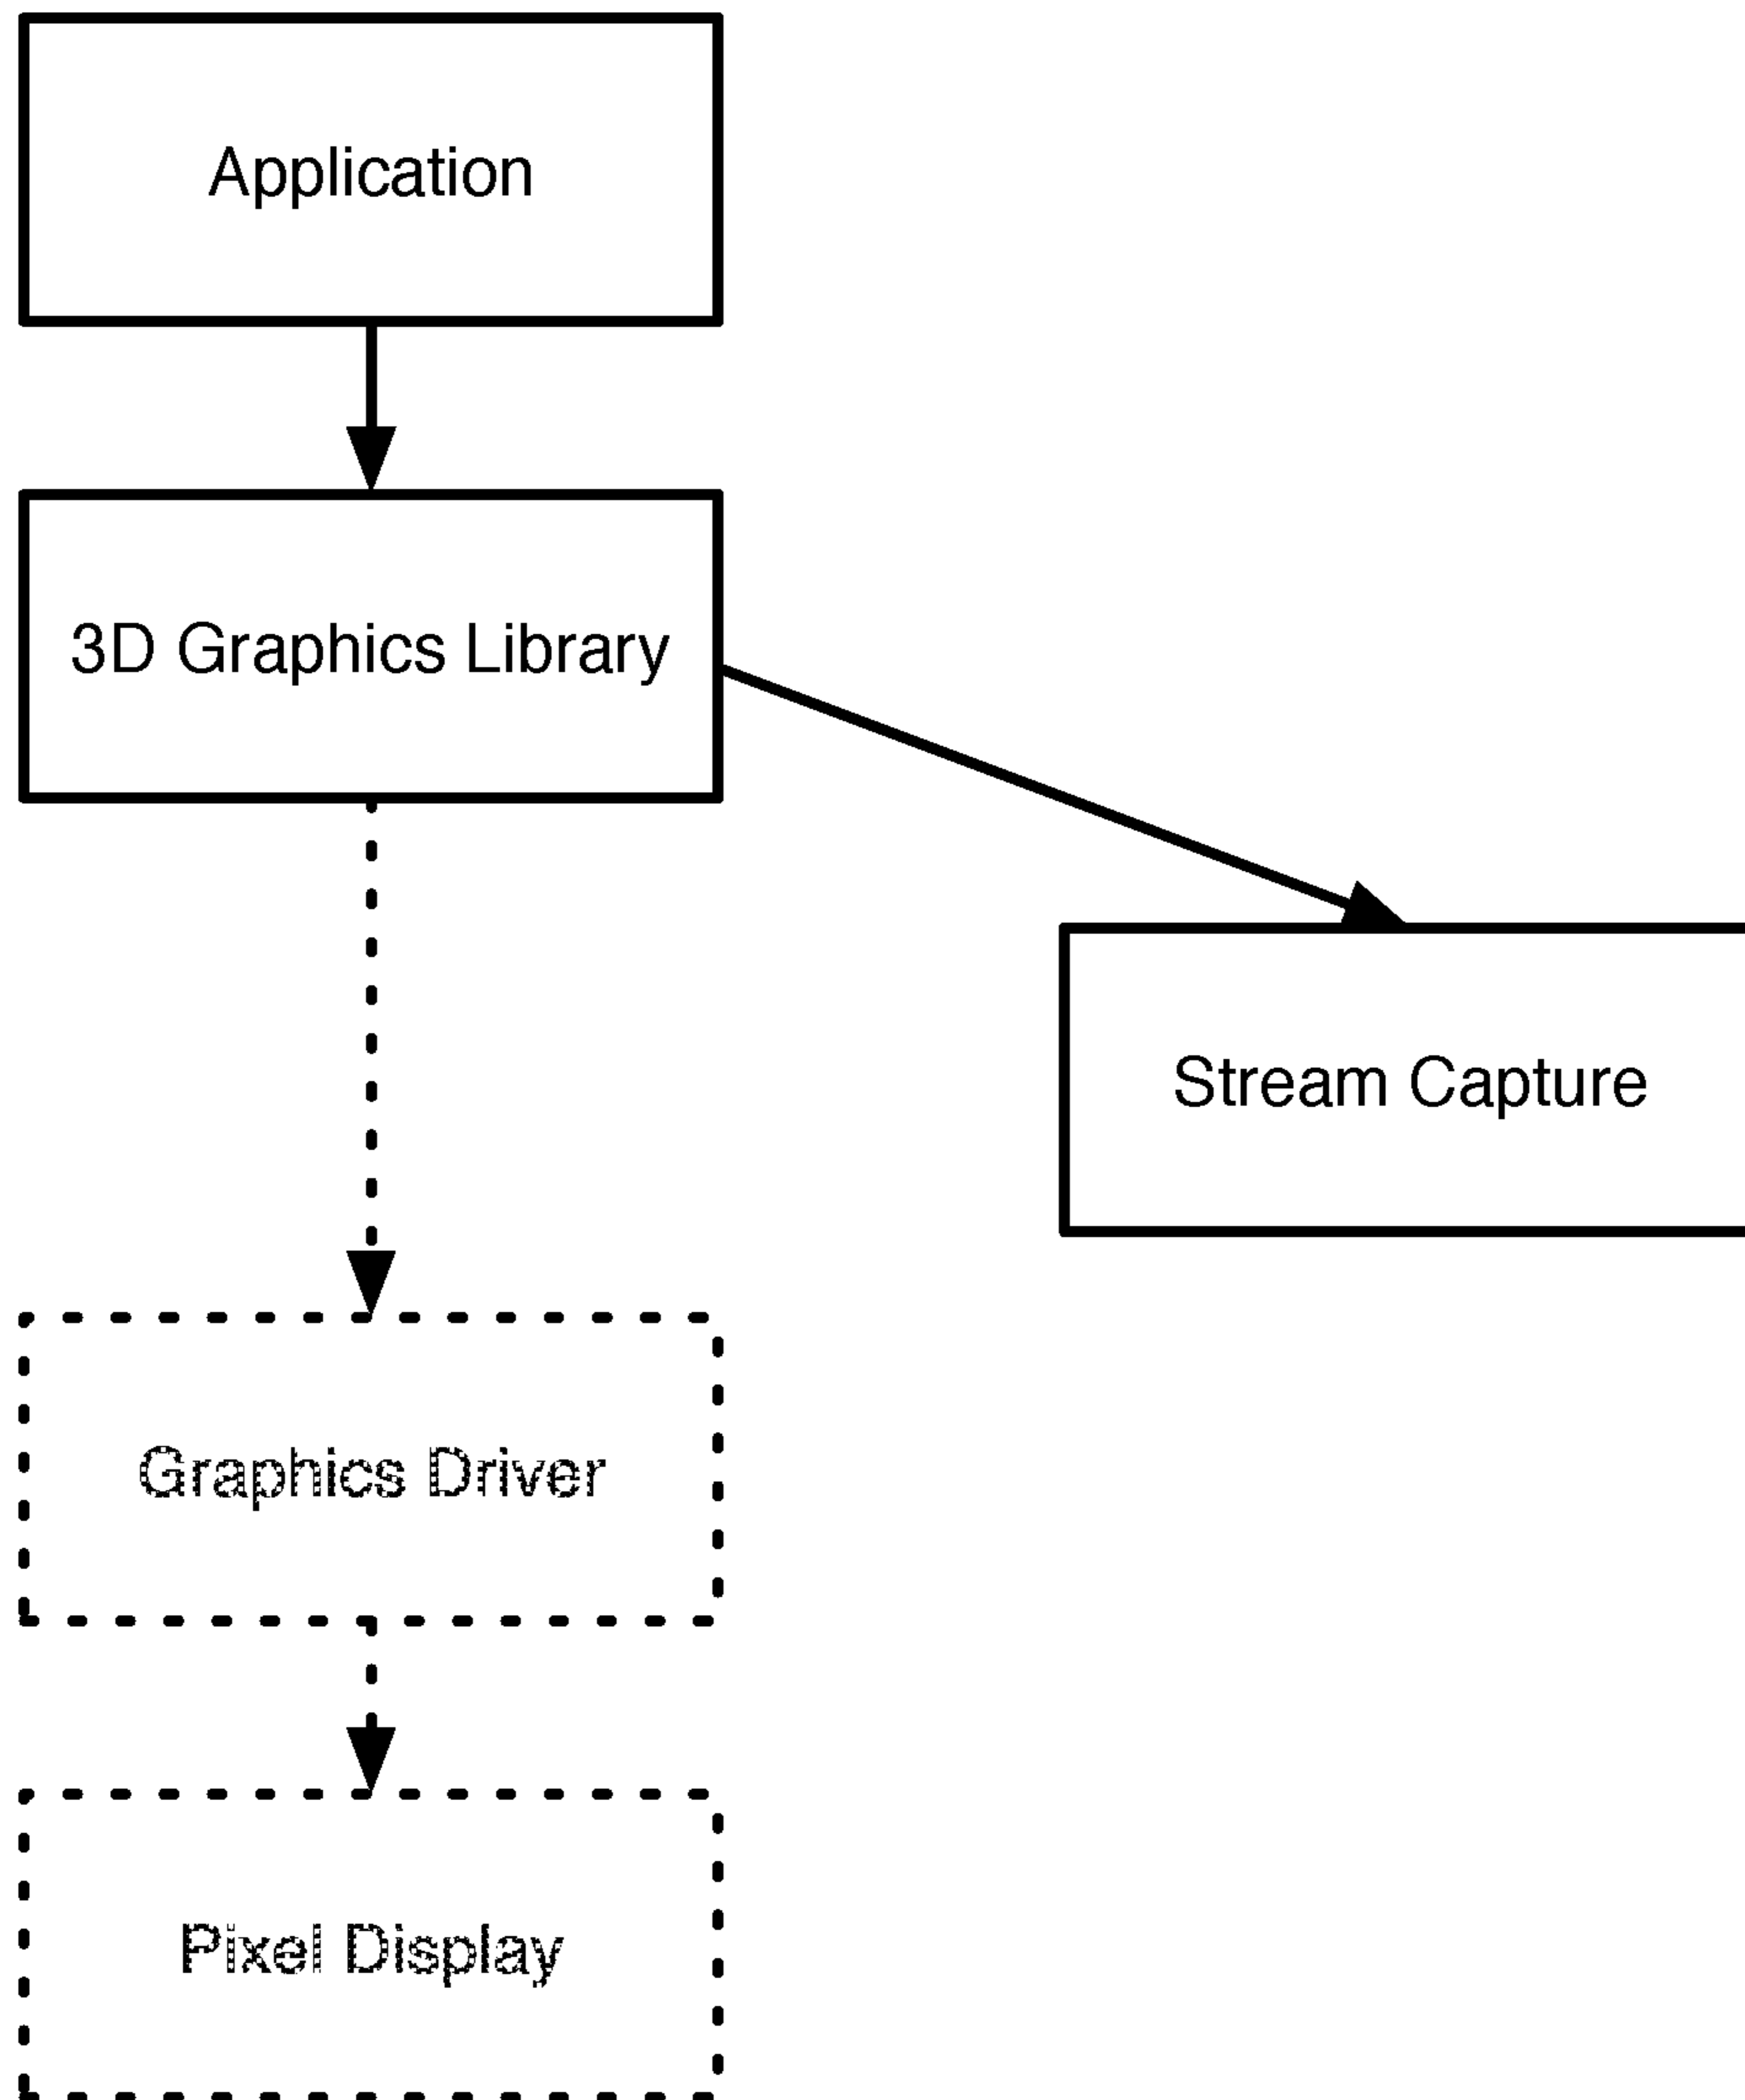 Application
3D Graphics Library
Stream Capture
Graphics Driver
Pixel Display